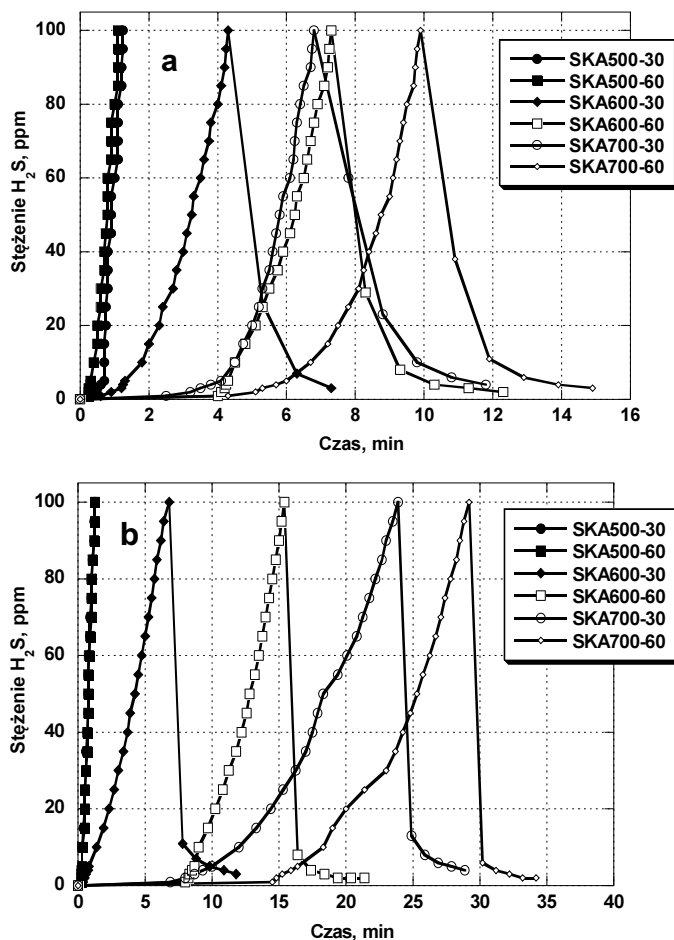 a
100
80
60
40
20
0
Stężenie H2S, ppm
0 2 4 6 8 10 12 14 16
Czas, min
SKA500-30
SKA500-60
SKA600-30
SKA600-60
SKA700-30
SKA700-60
b
100
80
60
40
20
0
Stężenie H2S, ppm
0 5 10 15 20 25 30 35 40
Czas, min
SKA500-30
SKA500-60
SKA600-30
SKA600-60
SKA700-30
SKA700-60